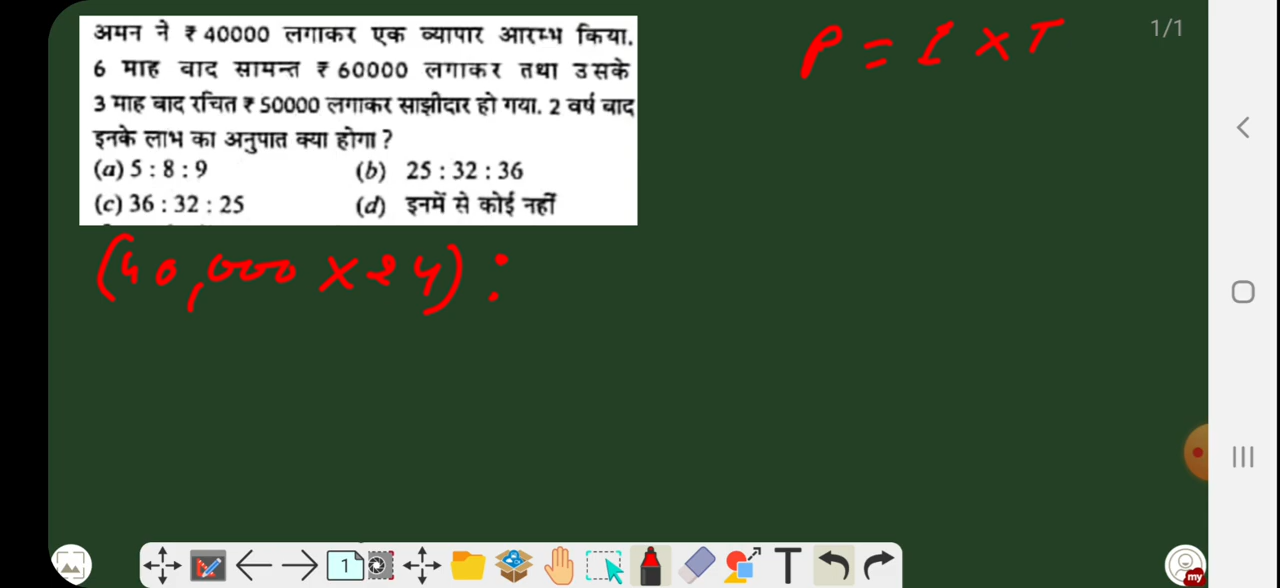 अमन ने ₹ 40000 लगाकर एक व्यापार आरम्भ किया.
6 माह बाद सामन्त ₹ 60000 लगाकर तथा उसके
3 माह बाद रचित ₹ 50000 लगाकर साझीदार हो गया. 2 वर्ष बाद
इनके लाभ का अनुपात क्या होगा ?
(a) 5 : 8 : 9 (b) 25 : 32 : 36
(c) 36 : 32 : 25 (d) इनमें से कोई नहीं
P = I × T
1/1
(40,000 × 24) :
1
T
my